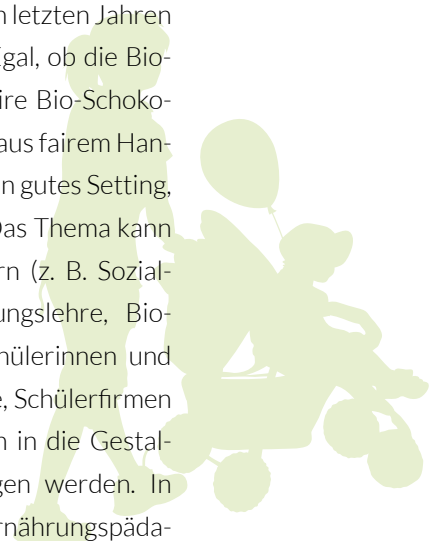 letzten Jahren
gal, ob die Bio-
ire Bio-Schoko-
aus fairem Han-
n gutes Setting,
Das Thema kann
rn (z. B. Sozial-
ungslehre, Bio-
hülerinnen und
e, Schülerfirmen
n in die Gestal-
gen werden. In
rnährungspäda-